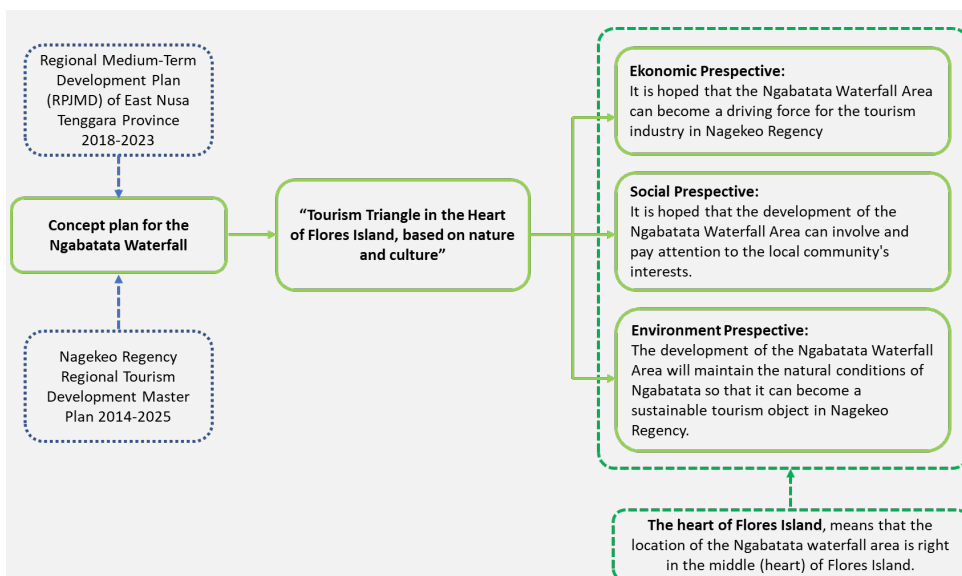 Regional Medium-Term
Development Plan
(RPJMD) of East Nusa
Tenggara Province
2018-2023
Concept plan for the
Ngabatata Waterfall
Nagekeo Regency
Regional Tourism
Development Master
Plan 2014-2025
“Tourism Triangle in the Heart
of Flores Island, based on nature
and culture”
Ekonomic Prespective:
It is hoped that the Ngabatata Waterfall Area
can become a driving force for the tourism
industry in Nagekeo Regency
Social Prespective:
It is hoped that the development of the
Ngabatata Waterfall Area can involve and
pay attention to the local community's
interests.
Environment Prespective:
The development of the Ngabatata Waterfall
Area will maintain the natural conditions of
Ngabatata so that it can become a
sustainable tourism object in Nagekeo
Regency.
The heart of Flores Island, means that the
location of the Ngabatata waterfall area is right
in the middle (heart) of Flores Island.